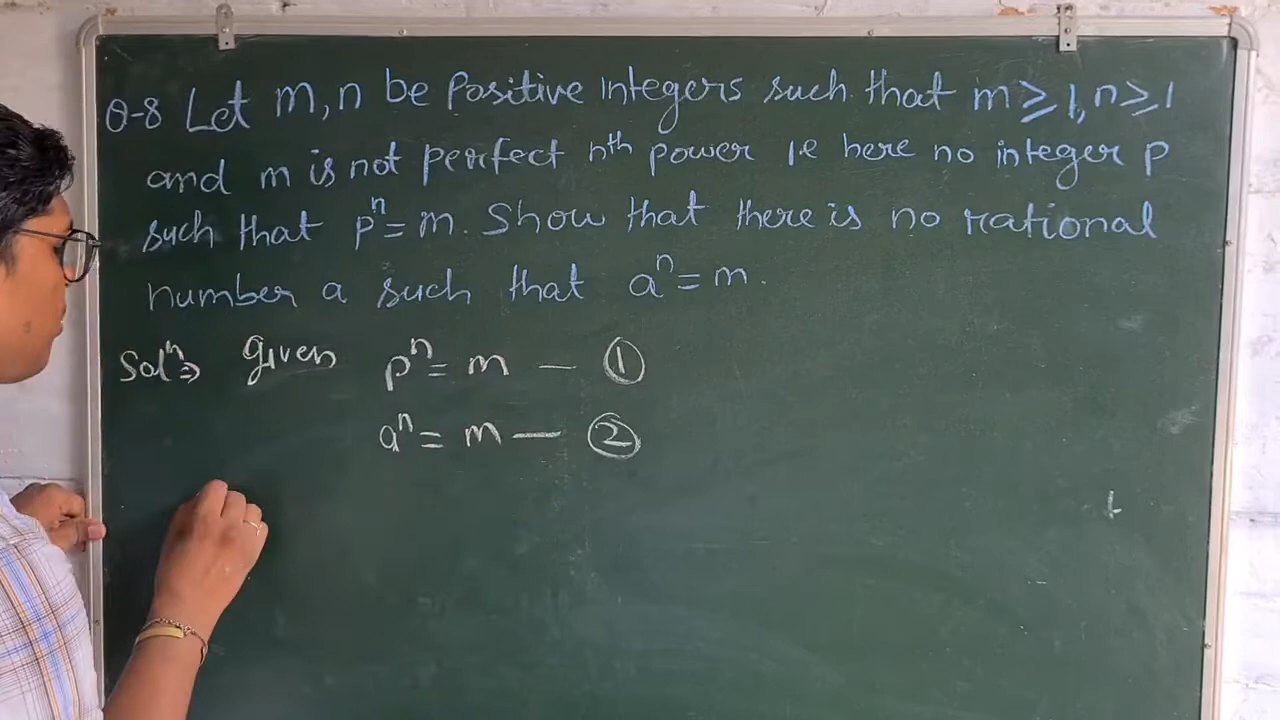 Q-8 Let m, n be Positive integers such that m ≥ 1, n ≥ 1
and m is not perfect nth power i.e here no integer p
such that pⁿ = m. Show that there is no rational
number a such that aⁿ = m.
Solⁿ ⇒ given pⁿ = m — ①
aⁿ = m — ②